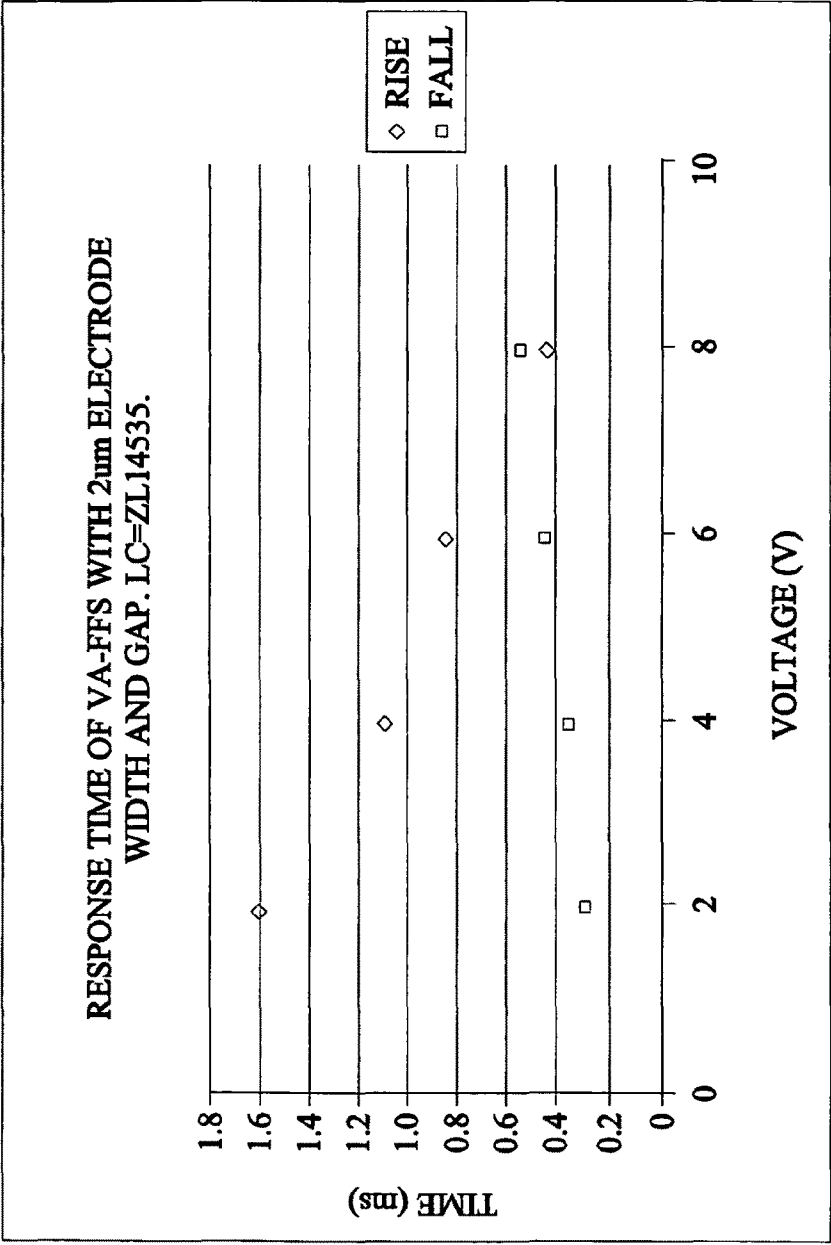 RESPONSE TIME OF VA-FFS WITH 2um ELECTRODE
WIDTH AND GAP. LC=ZL14535.
TIME (ms)
1.8
1.6
1.4
1.2
1.0
0.8
0.6
0.4
0.2
0
0
2
4
6
8
10
VOLTAGE (V)
RISE
FALL